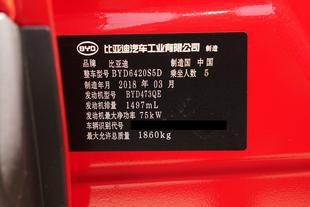 BYD 比亚迪汽车工业有限公司 制造
品牌 比亚迪 制造国 中国
整车型号 BYD6420S5D 乘坐人数 5
制造年月 2018 年 03 月
发动机型号 BYD473QE
发动机排量 1497mL
发动机最大净功率 75kW
车辆识别代号
最大允许总质量 1860kg